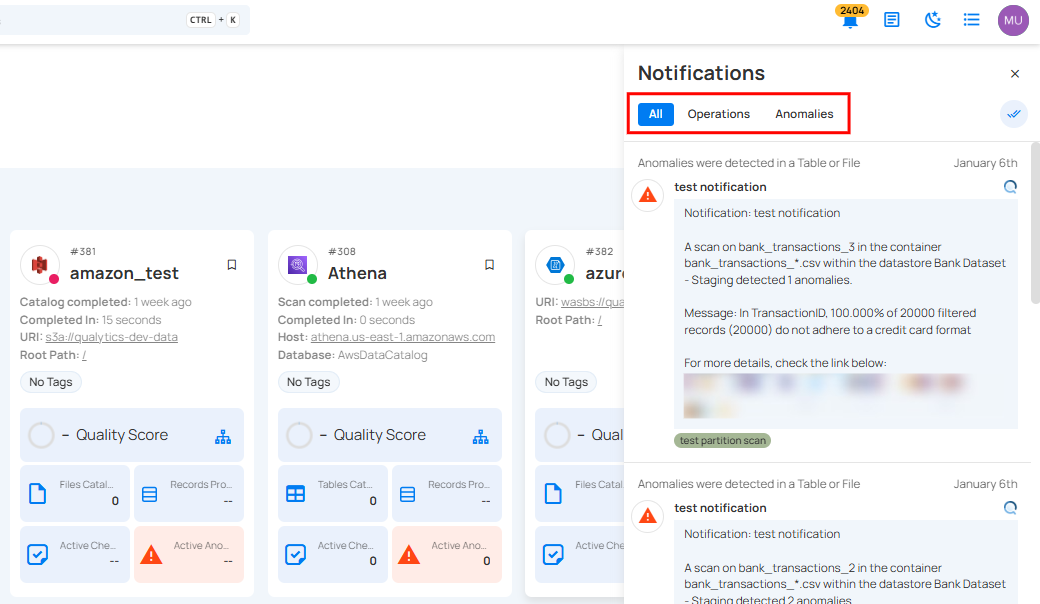 CTRL + K
2404
MU
Notifications
All Operations Anomalies
Anomalies were detected in a Table or File January 6th
test notification
Notification: test notification
A scan on bank_transactions_3 in the container
bank_transactions_*.csv within the datastore Bank Dataset
- Staging detected 1 anomalies.
Message: In TransactionID, 100.000% of 20000 filtered
records (20000) do not adhere to a credit card format
For more details, check the link below:
test partition scan
Anomalies were detected in a Table or File January 6th
test notification
Notification: test notification
A scan on bank_transactions_2 in the container
bank_transactions_*.csv within the datastore Bank Dataset
- Staging detected 2 anomalies
#381
amazon_test
Catalog completed: 1 week ago
Completed In: 15 seconds
URI: s3a://qualytics-dev-data
Root Path: /
No Tags
– Quality Score
Files Catal... 0
Records Pro... --
Active Che... --
Active Ano... --
#308
Athena
Scan completed: 1 week ago
Completed In: 0 seconds
Host: athena.us-east-1.amazonaws.com
Database: AwsDataCatalog
No Tags
– Quality Score
Tables Cat... 0
Records Pro... --
Active Che... 0
Active Ano... 0
#382
azur
URI: wasbs://qua
Root Path: /
No Tags
– Qual
Files Catal
Active Che